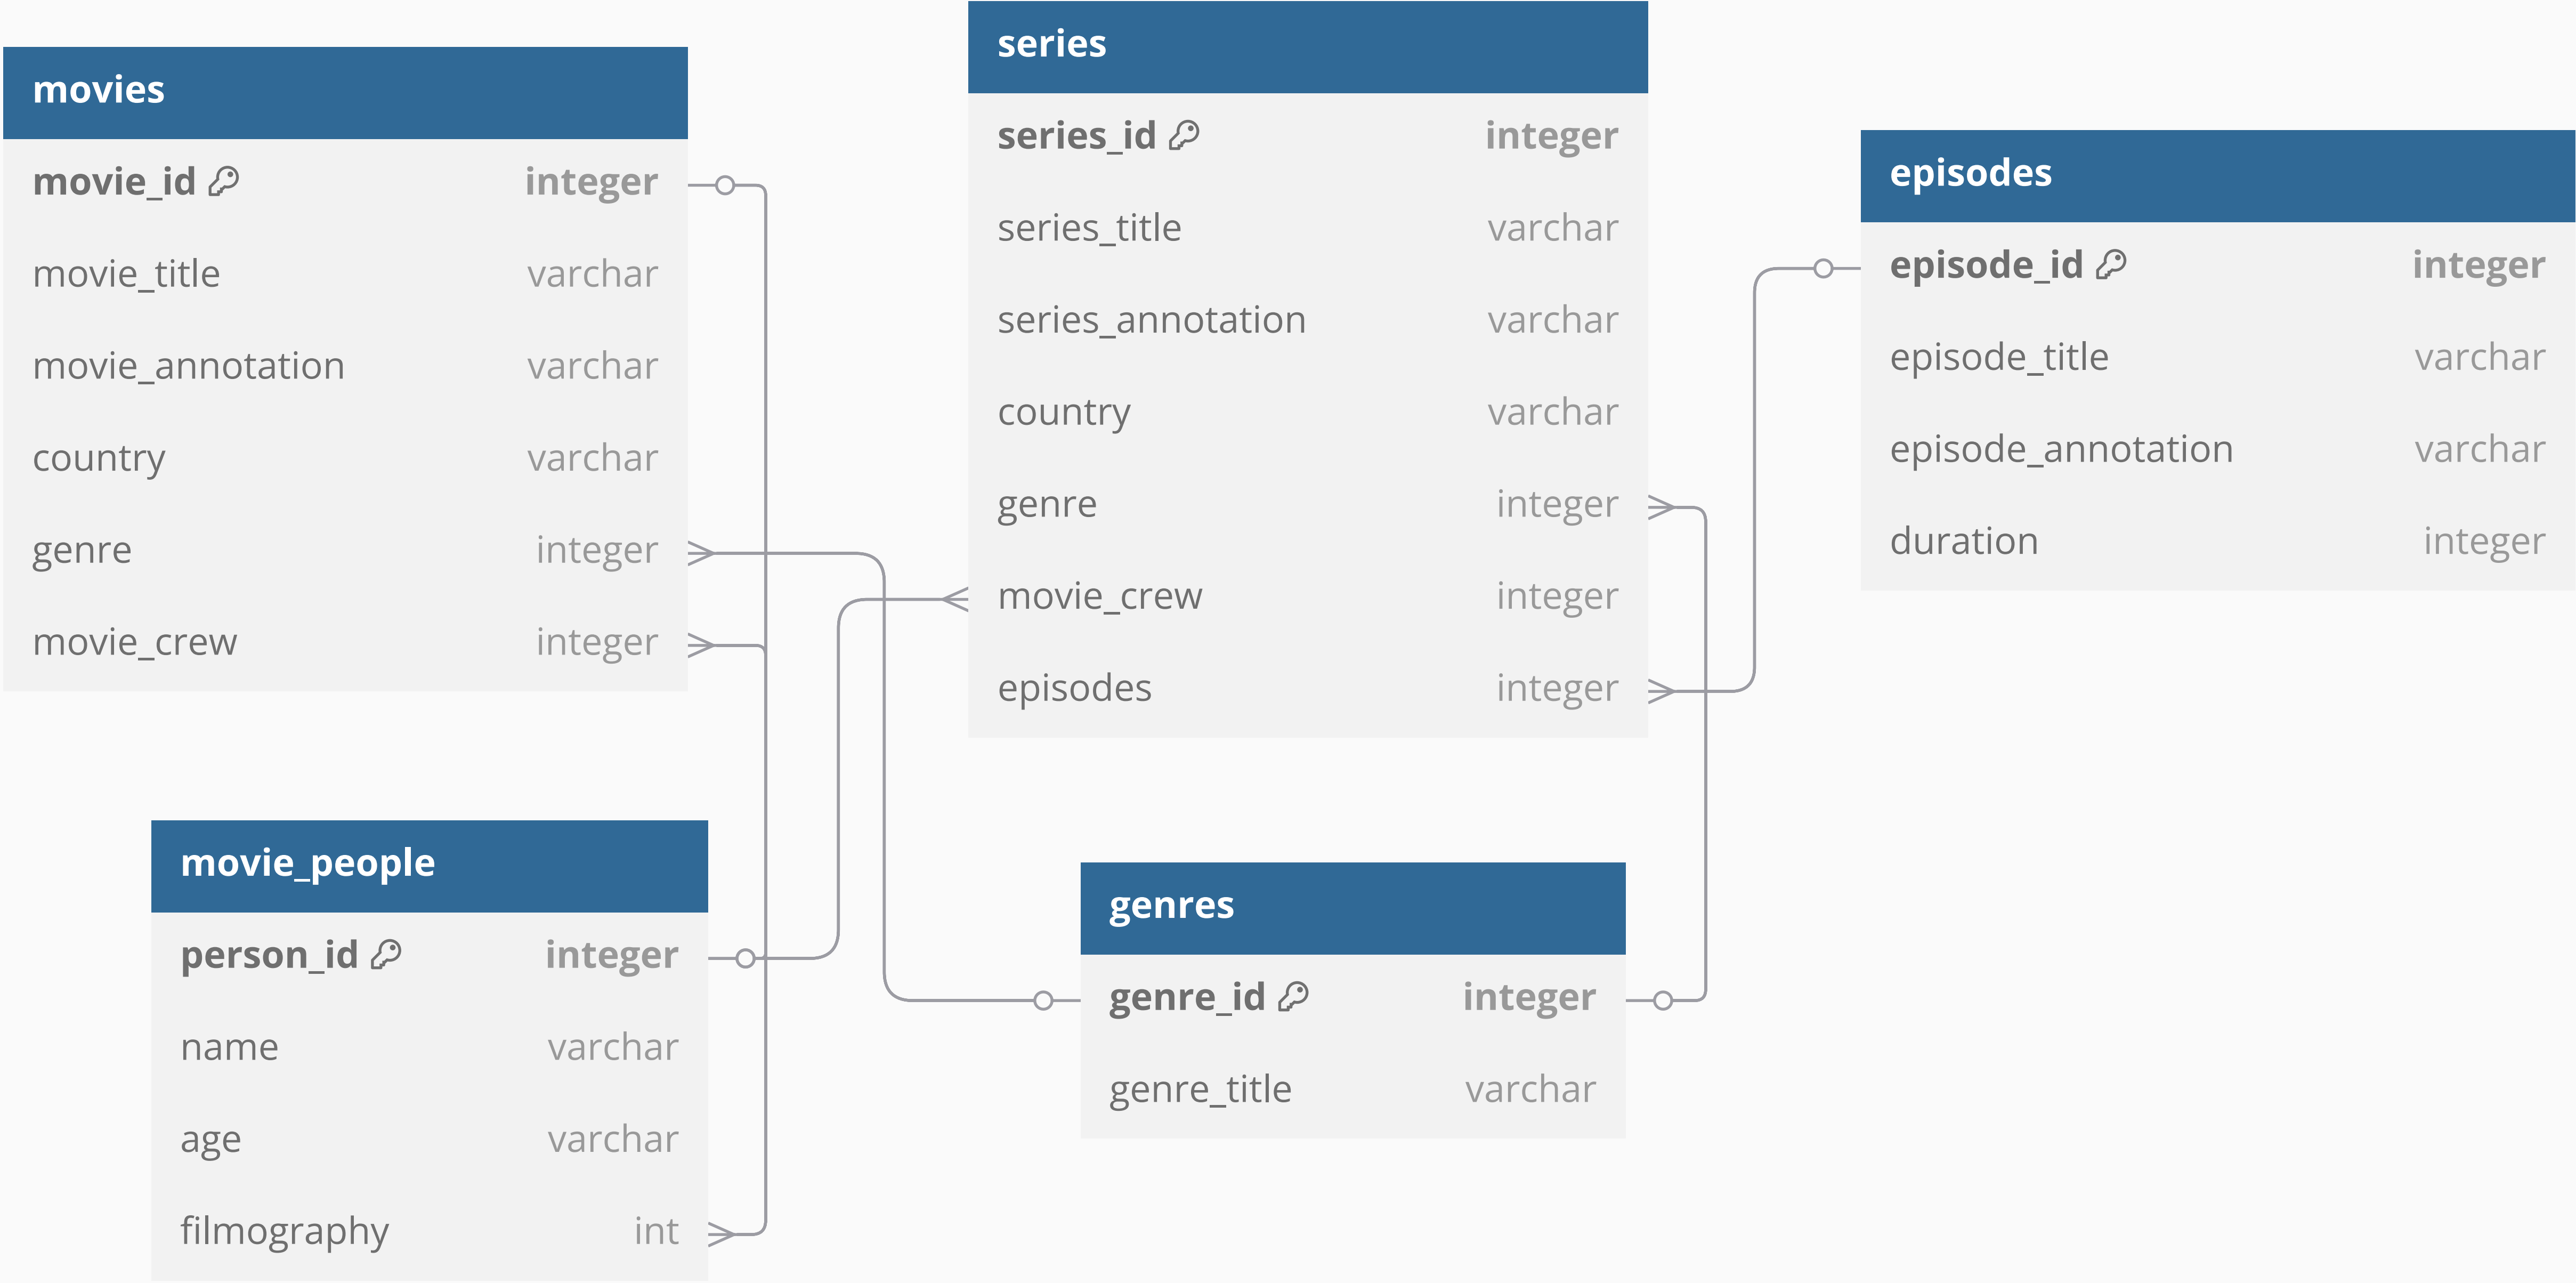 movies
movie_id integer
movie_title varchar
movie_annotation varchar
country varchar
genre integer
movie_crew integer
series
series_id integer
series_title varchar
series_annotation varchar
country varchar
genre integer
movie_crew integer
episodes integer
episodes
episode_id integer
episode_title varchar
episode_annotation varchar
duration integer
movie_people
person_id integer
name varchar
age varchar
filmography int
genres
genre_id integer
genre_title varchar